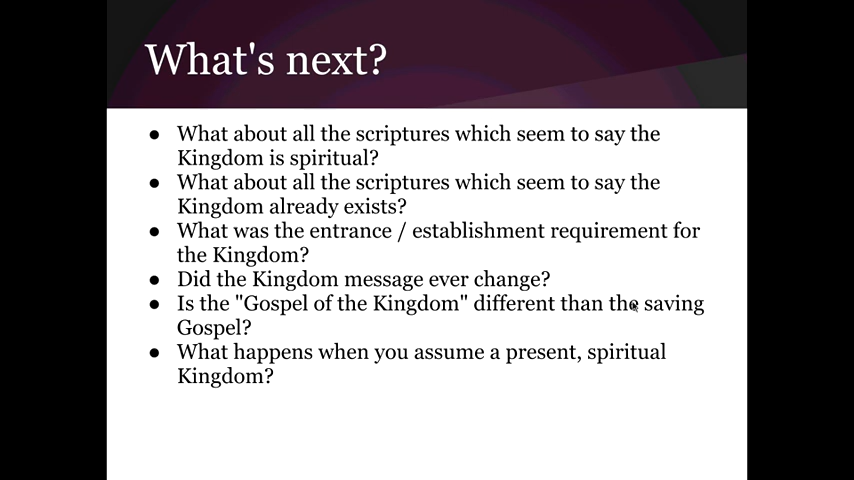 What's next?
● What about all the scriptures which seem to say the
Kingdom is spiritual?
● What about all the scriptures which seem to say the
Kingdom already exists?
● What was the entrance / establishment requirement for
the Kingdom?
● Did the Kingdom message ever change?
● Is the "Gospel of the Kingdom" different than the saving
Gospel?
● What happens when you assume a present, spiritual
Kingdom?